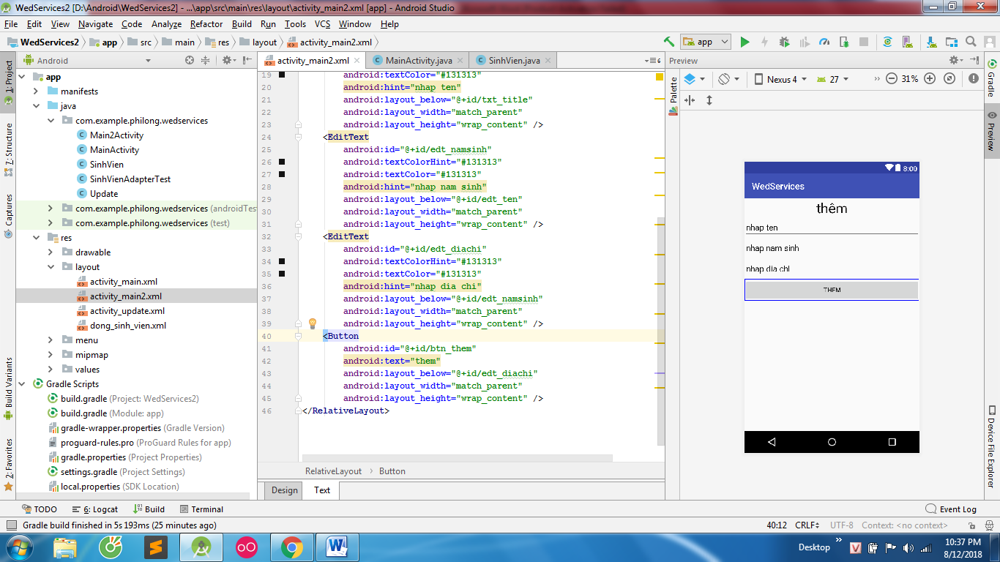 WedServices2 [D:\Android\WedServices2] - ...\app\src\main\res\layout\activity_main2.xml [app] - Android Studio
File Edit View Navigate Code Analyze Refactor Build Run Tools VCS Window Help
WedServices2 app src main res layout activity_main2.xml app
Android
activity_main2.xml MainActivity.java SinhVien.java 6
Preview
1: Project
7: Structure
Captures
Build Variants
2: Favorites
app
manifests
java
com.example.philong.wedservices
Main2Activity
MainActivity
SinhVien
SinhVienAdapterTest
Update
com.example.philong.wedservices (androidTes
com.example.philong.wedservices (test)
res
drawable
layout
activity_main.xml
activity_main2.xml
activity_update.xml
dong_sinh_vien.xml
menu
mipmap
values
Gradle Scripts
build.gradle (Project: WedServices2)
build.gradle (Module: app)
gradle-wrapper.properties (Gradle Version)
proguard-rules.pro (ProGuard Rules for app)
gradle.properties (Project Properties)
settings.gradle (Project Settings)
local.properties (SDK Location)
19 android:textColor="#131313"
20 android:hint="nhap ten"
21 android:layout_below="@+id/txt_title"
22 android:layout_width="match_parent"
23 android:layout_height="wrap_content" />
24 <EditText
25 android:id="@+id/edt_namsinh"
26 android:textColorHint="#131313"
27 android:textColor="#131313"
28 android:hint="nhap nam sinh"
29 android:layout_below="@+id/edt_ten"
30 android:layout_width="match_parent"
31 android:layout_height="wrap_content" />
32 <EditText
33 android:id="@+id/edt_diachi"
34 android:textColorHint="#131313"
35 android:textColor="#131313"
36 android:hint="nhap dia chi"
37 android:layout_below="@+id/edt_namsinh"
38 android:layout_width="match_parent"
39 android:layout_height="wrap_content" />
40 <Button
41 android:id="@+id/btn_them"
42 android:text="them"
43 android:layout_below="@+id/edt_diachi"
44 android:layout_width="match_parent"
45 android:layout_height="wrap_content" />
46 </RelativeLayout>
RelativeLayout Button
Design Text
Palette
Nexus 4 27 31%
8:00
WedServices
thêm
nhap ten
nhap nam sinh
nhap dia chi
THEM
Gradle
Preview
Device File Explorer
TODO 6: Logcat Build Terminal Event Log
Gradle build finished in 5s 193ms (25 minutes ago) 40:12 CRLF UTF-8 Context: <no context>
Desktop 10:37 PM
8/12/2018